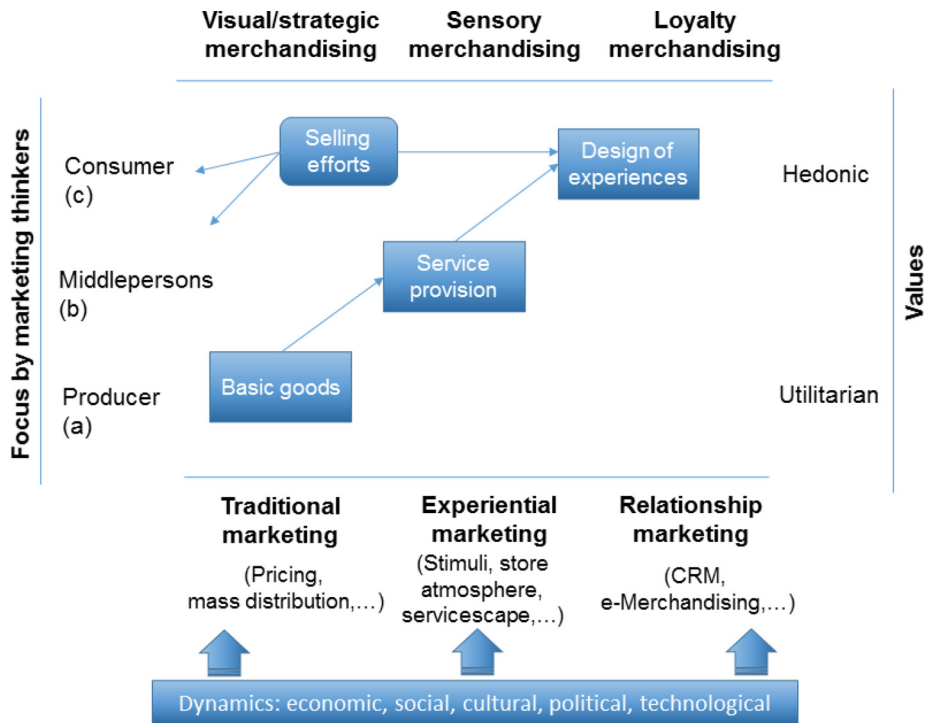 Visual/strategic
merchandising
Sensory
merchandising
Loyalty
merchandising
Focus by marketing thinkers
Consumer
(c)
Middlepersons
(b)
Producer
(a)
Selling
efforts
Design of
experiences
Service
provision
Basic goods
Hedonic
Utilitarian
Values
Traditional
marketing
(Pricing,
mass distribution,…)
Experiential
marketing
(Stimuli, store
atmosphere,
servicescape,…)
Relationship
marketing
(CRM,
e-Merchandising,…)
Dynamics: economic, social, cultural, political, technological